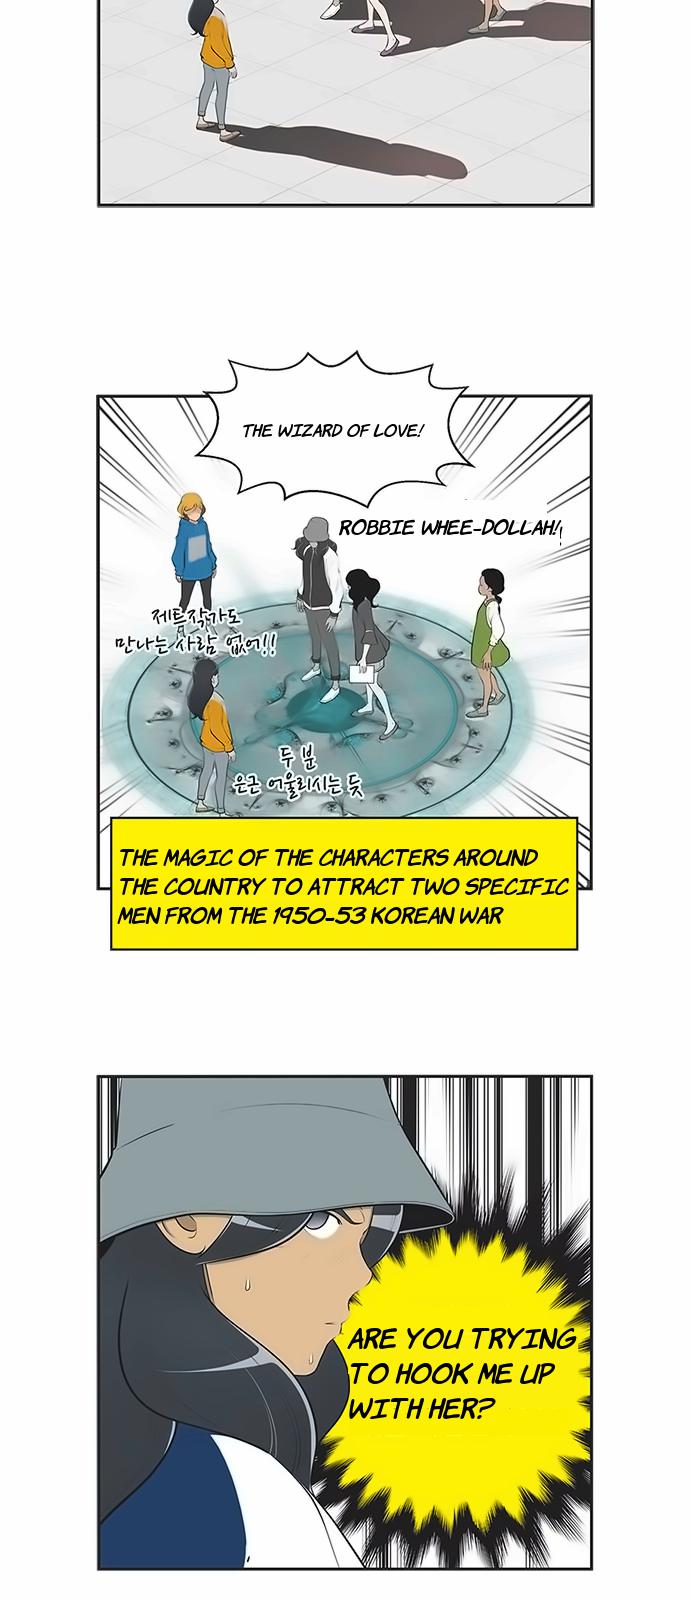 THE WIZARD OF LOVE!
ROBBIE WHEE-DOLLAH!
제튼작가도
만나는 사람 없어!!
두 분
은근 어울리시는 듯
THE MAGIC OF THE CHARACTERS AROUND
THE COUNTRY TO ATTRACT TWO SPECIFIC
MEN FROM THE 1950-53 KOREAN WAR
ARE YOU TRYING
TO HOOK ME UP
WITH HER?